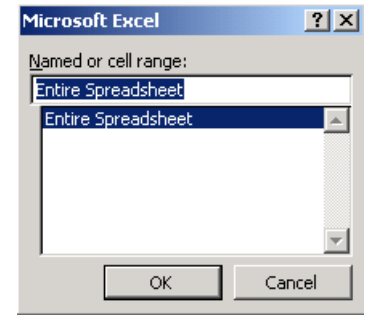 Microsoft Excel
Named or cell range:
Entire Spreadsheet
Entire Spreadsheet
OK Cancel